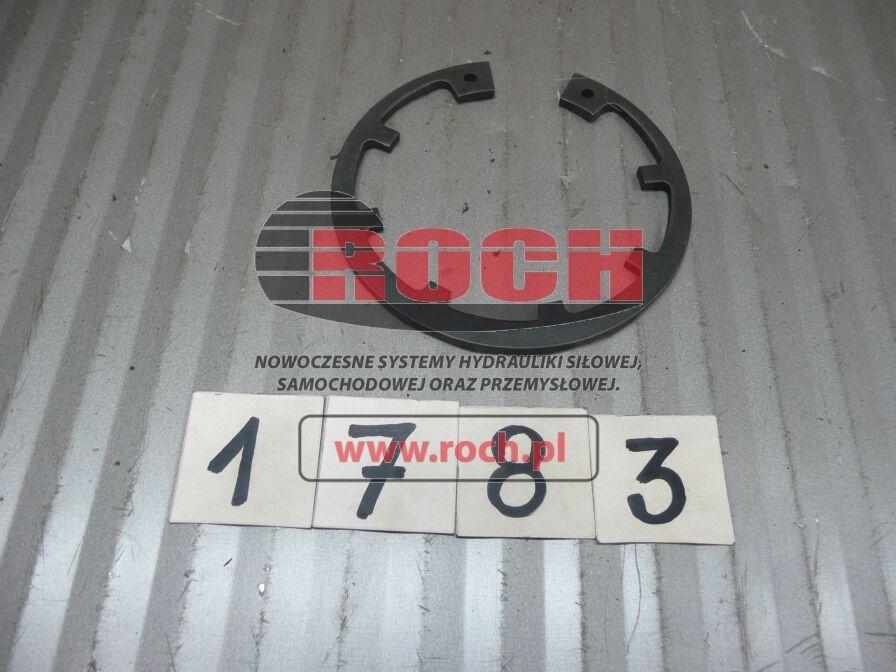 ROCH
NOWOCZESNE SYSTEMY HYDRAULIKI SIŁOWEJ,
SAMOCHODOWEJ ORAZ PRZEMYSŁOWEJ.
www.roch.pl
1783